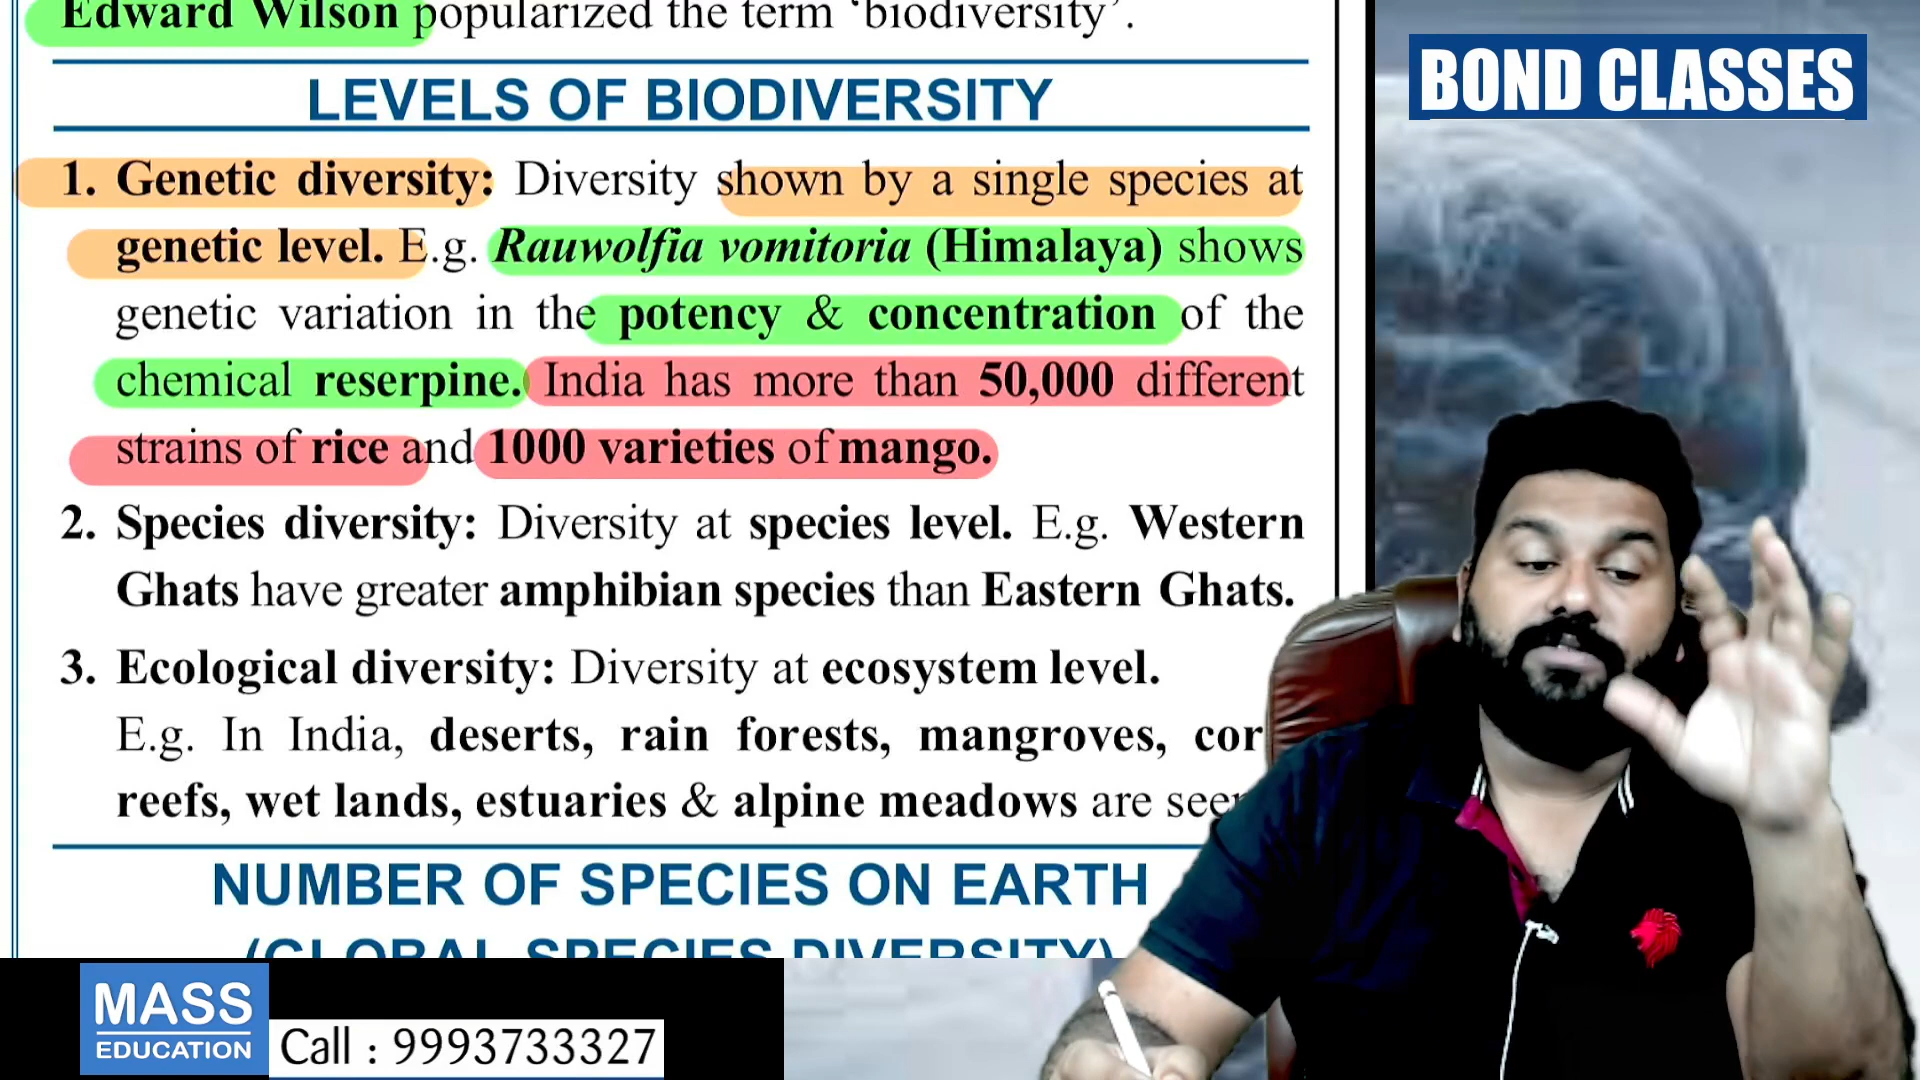 Edward Wilson popularized the term ‘biodiversity’.
LEVELS OF BIODIVERSITY
1. Genetic diversity: Diversity shown by a single species at
genetic level. E.g. Rauwolfia vomitoria (Himalaya) shows
genetic variation in the potency & concentration of the
chemical reserpine. India has more than 50,000 different
strains of rice and 1000 varieties of mango.
2. Species diversity: Diversity at species level. E.g. Western
Ghats have greater amphibian species than Eastern Ghats.
3. Ecological diversity: Diversity at ecosystem level.
E.g. In India, deserts, rain forests, mangroves,
reefs, wet lands, estuaries & alpine meadows are
NUMBER OF SPECIES ON EARTH
(GLOBAL SPECIES DIVERSITY)
BOND CLASSES
MASS
EDUCATION
Call : 9993733327